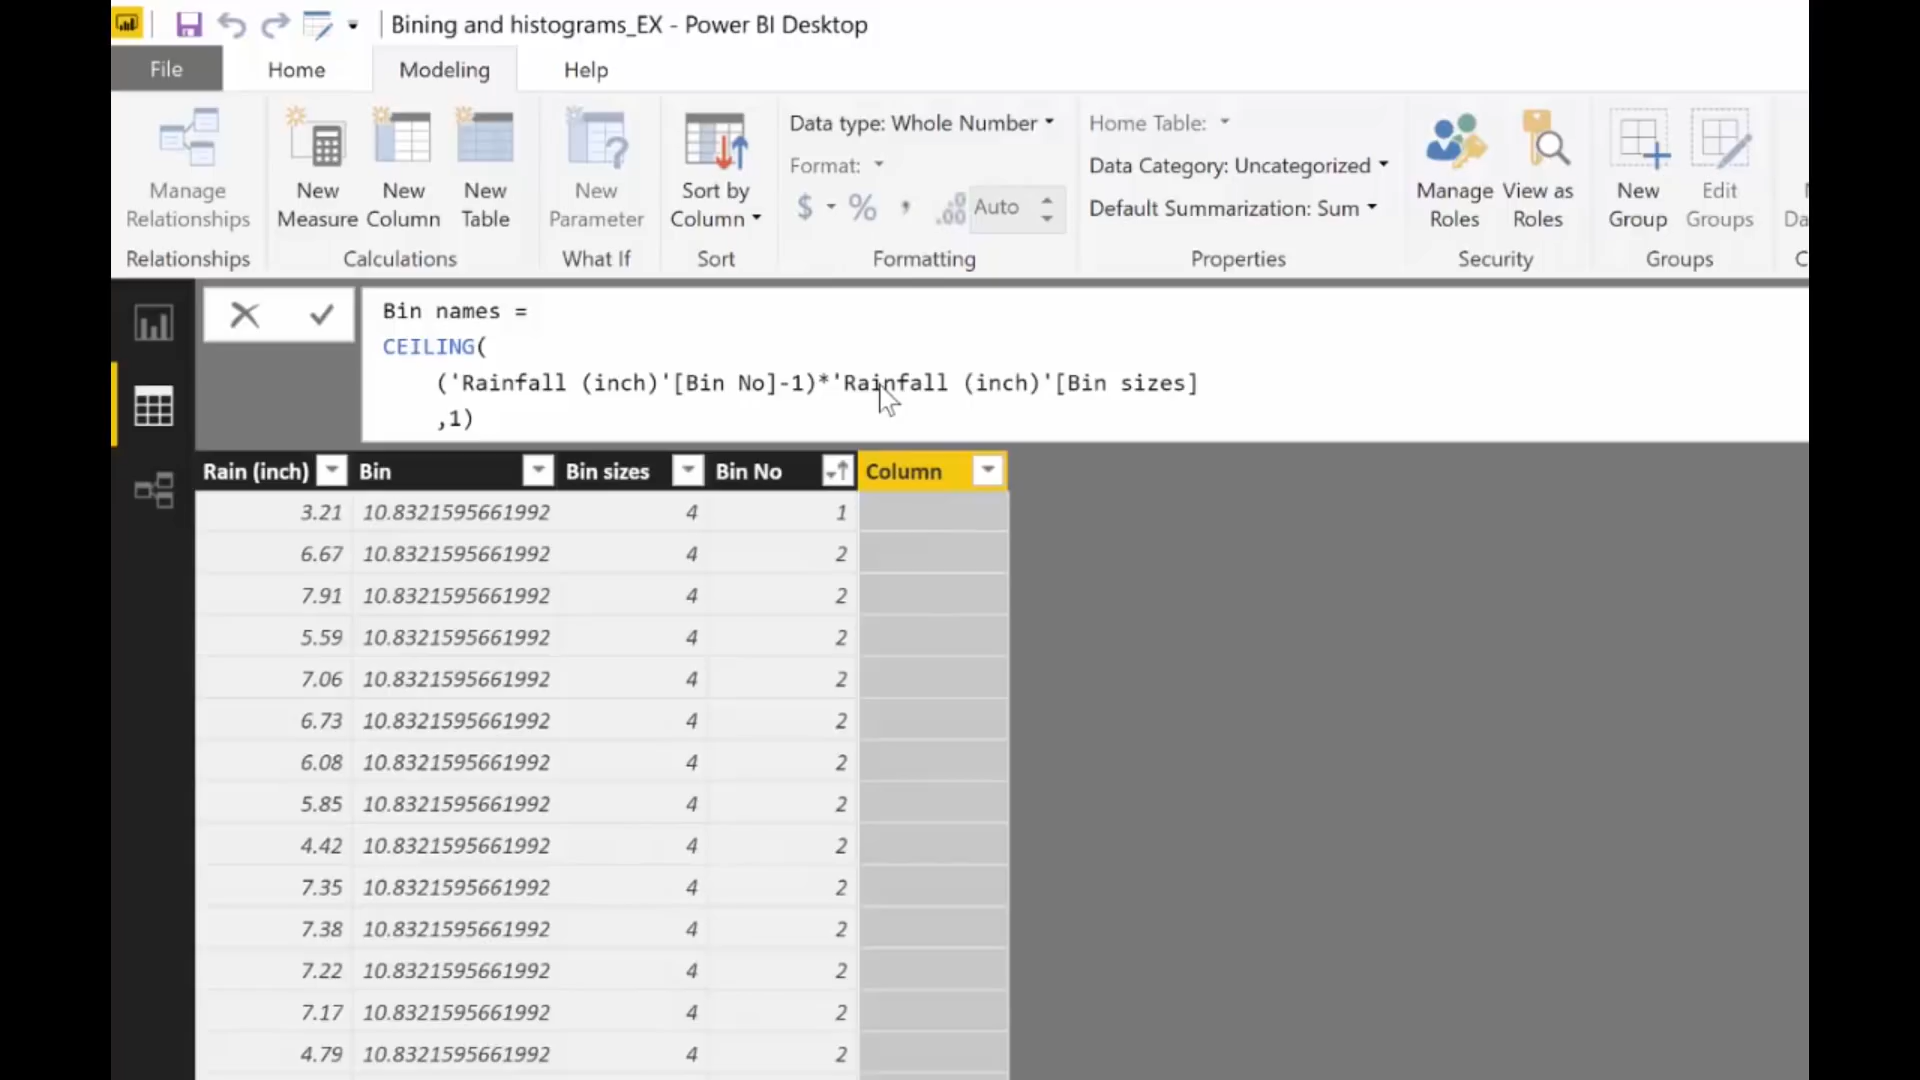 Bining and histograms_EX - Power BI Desktop
File Home Modeling Help
Manage Relationships
New Measure
New Column
New Table
New Parameter
Sort by Column
Data type: Whole Number
Format:
$ % , .00 Auto
Home Table:
Data Category: Uncategorized
Default Summarization: Sum
Manage Roles
View as Roles
New Group
Edit Groups
Relationships Calculations What If Sort Formatting Properties Security Groups
Bin names =
CEILING(
('Rainfall (inch)'[Bin No]-1)*'Rainfall (inch)'[Bin sizes]
,1)
Rain (inch) Bin Bin sizes Bin No Column
3.21 10.8321595661992 4 1
6.67 10.8321595661992 4 2
7.91 10.8321595661992 4 2
5.59 10.8321595661992 4 2
7.06 10.8321595661992 4 2
6.73 10.8321595661992 4 2
6.08 10.8321595661992 4 2
5.85 10.8321595661992 4 2
4.42 10.8321595661992 4 2
7.35 10.8321595661992 4 2
7.38 10.8321595661992 4 2
7.22 10.8321595661992 4 2
7.17 10.8321595661992 4 2
4.79 10.8321595661992 4 2